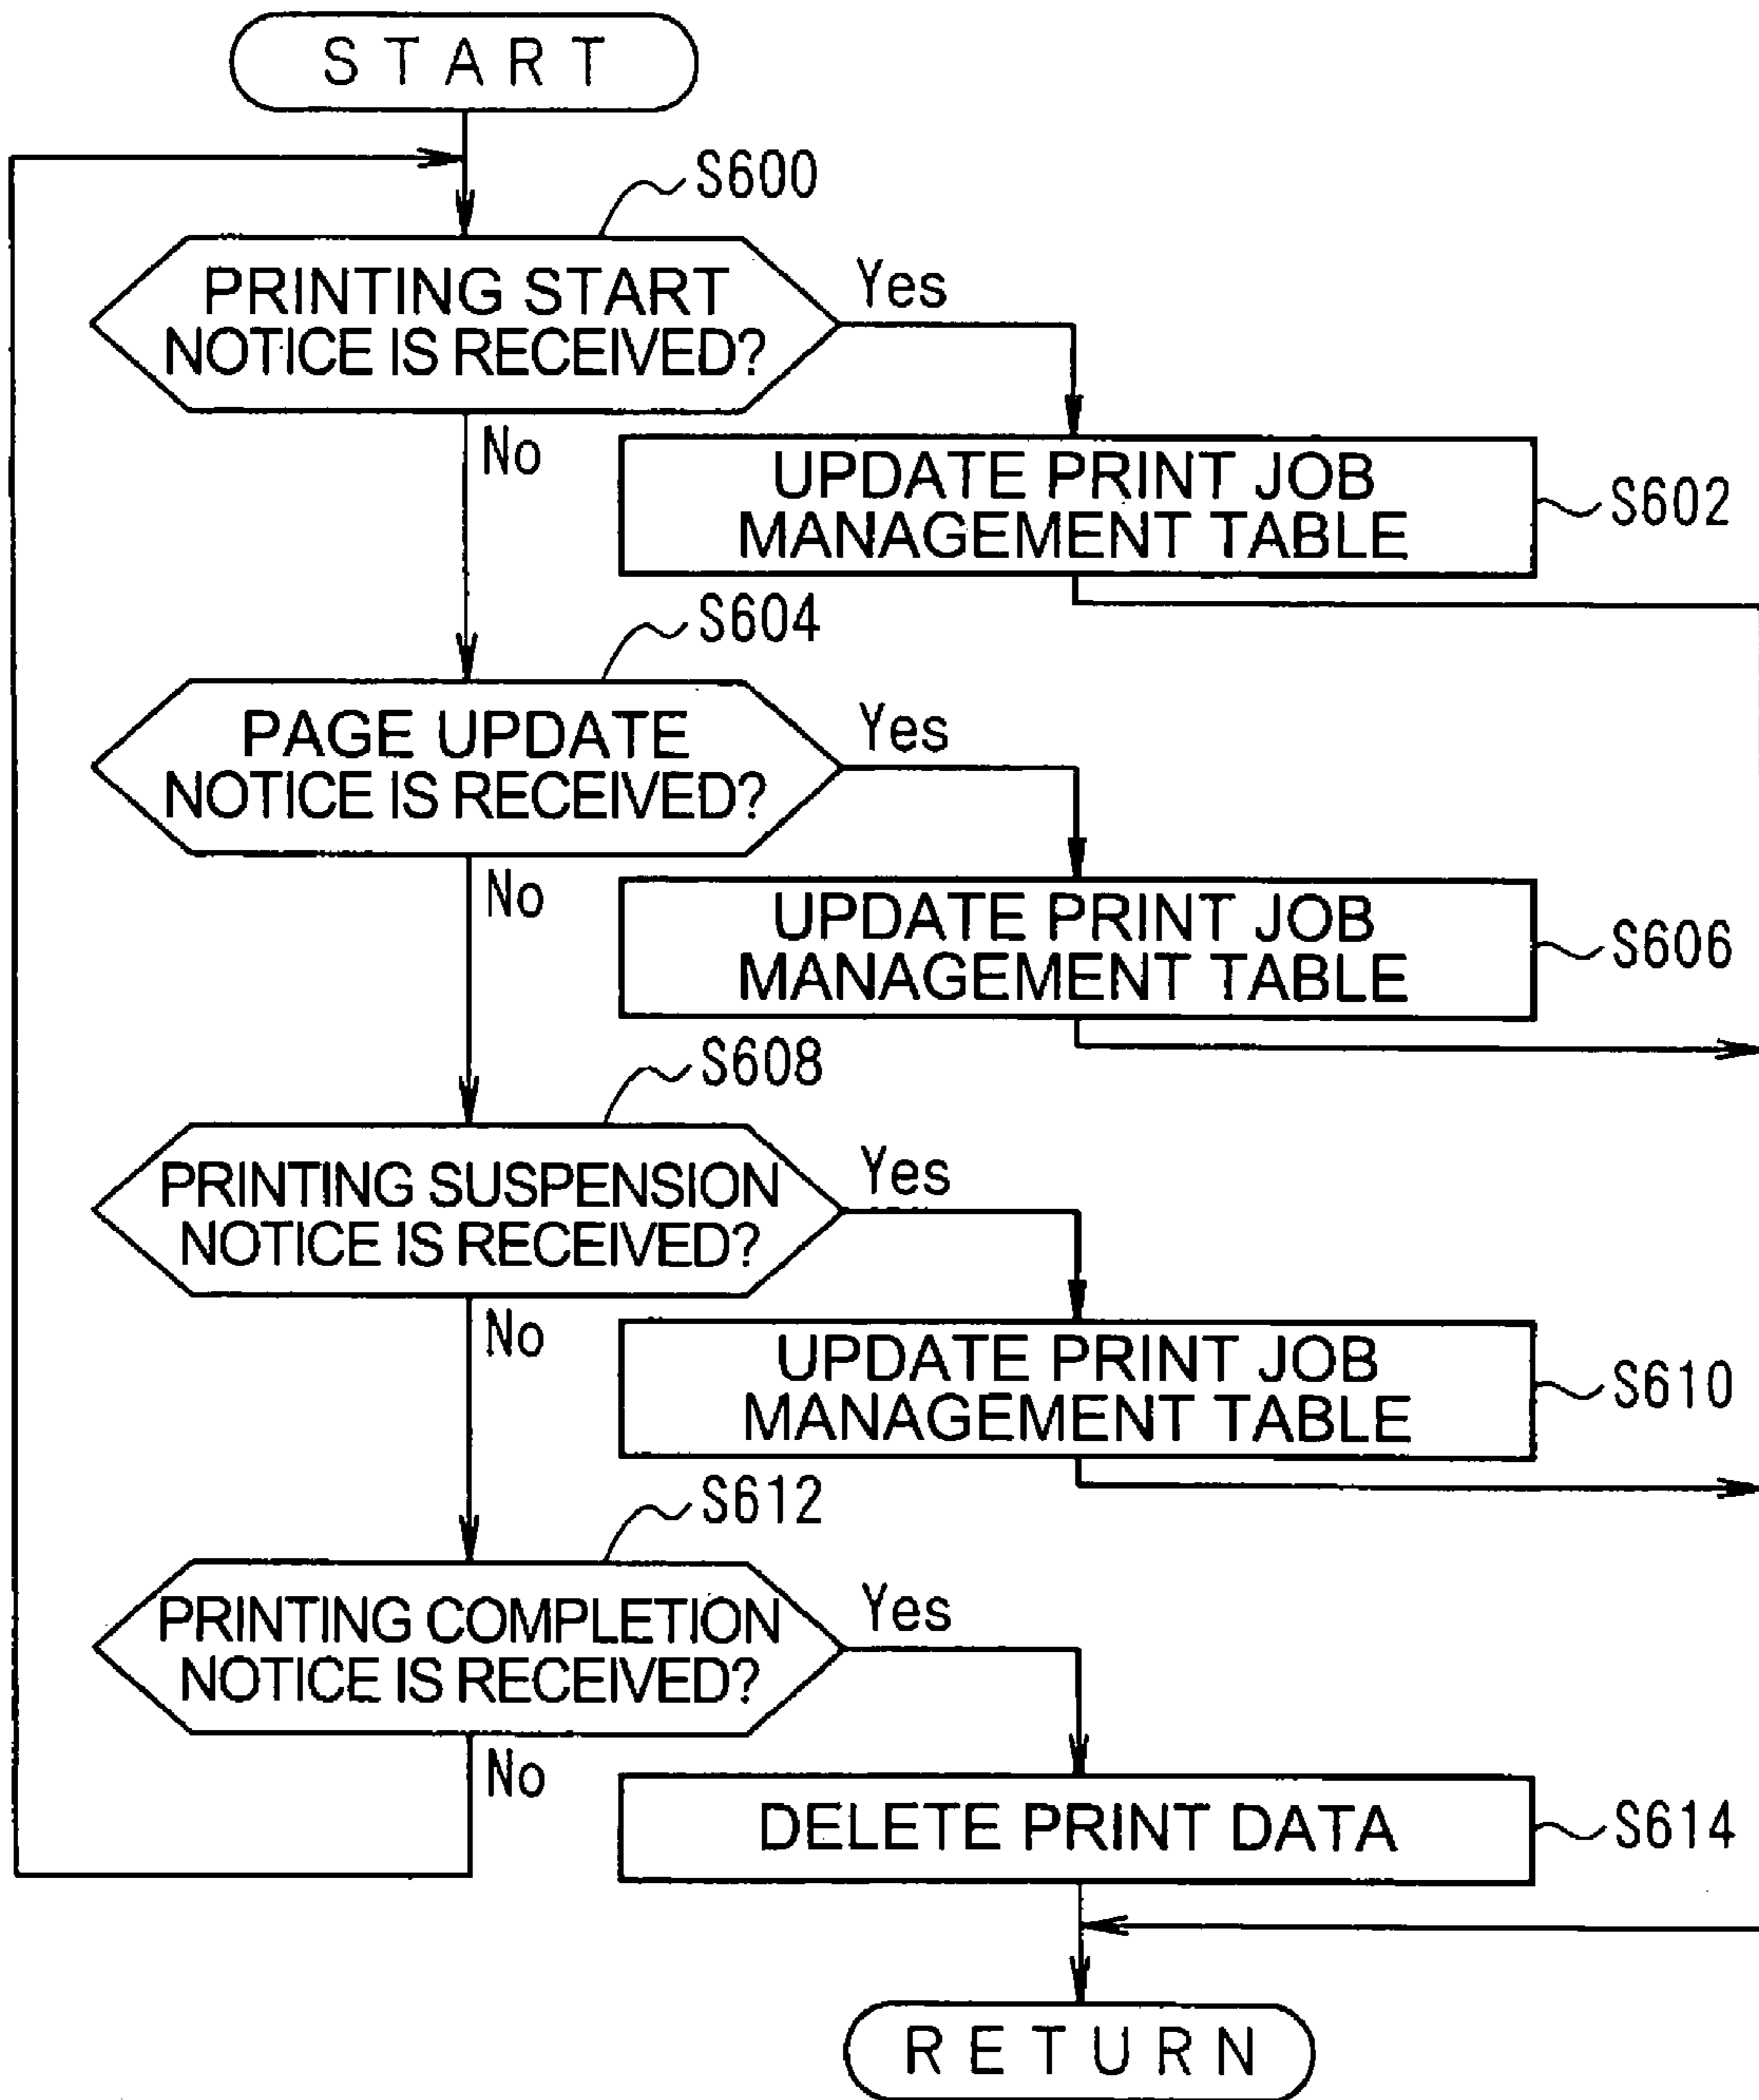 START
S600
PRINTING START
NOTICE IS RECEIVED?
Yes
No
UPDATE PRINT JOB
MANAGEMENT TABLE
S602
S604
PAGE UPDATE
NOTICE IS RECEIVED?
Yes
No
UPDATE PRINT JOB
MANAGEMENT TABLE
S606
S608
PRINTING SUSPENSION
NOTICE IS RECEIVED?
Yes
No
UPDATE PRINT JOB
MANAGEMENT TABLE
S610
S612
PRINTING COMPLETION
NOTICE IS RECEIVED?
Yes
No
DELETE PRINT DATA
S614
RETURN